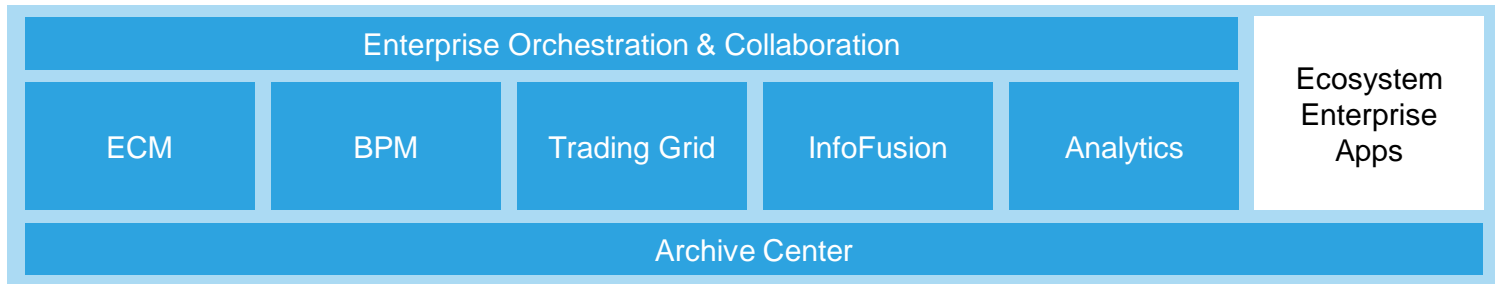 Enterprise Orchestration & Collaboration
ECM
BPM
Trading Grid
InfoFusion
Analytics
Ecosystem
Enterprise
Apps
Archive Center